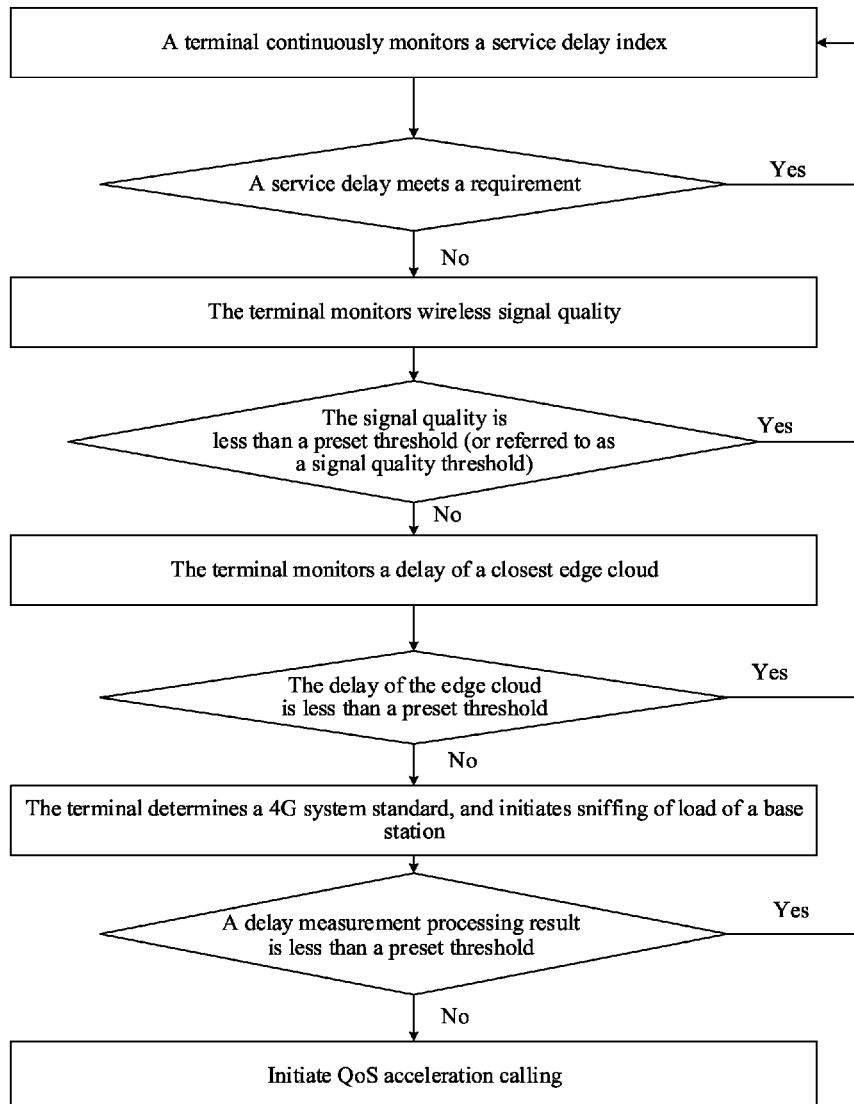 A terminal continuously monitors a service delay index
A service delay meets a requirement
Yes
No
The terminal monitors wireless signal quality
The signal quality is
less than a preset threshold (or referred to as
a signal quality threshold)
Yes
No
The terminal monitors a delay of a closest edge cloud
The delay of the edge cloud
is less than a preset threshold
Yes
No
The terminal determines a 4G system standard, and initiates sniffing of load of a base
station
A delay measurement processing result
is less than a preset threshold
Yes
No
Initiate QoS acceleration calling